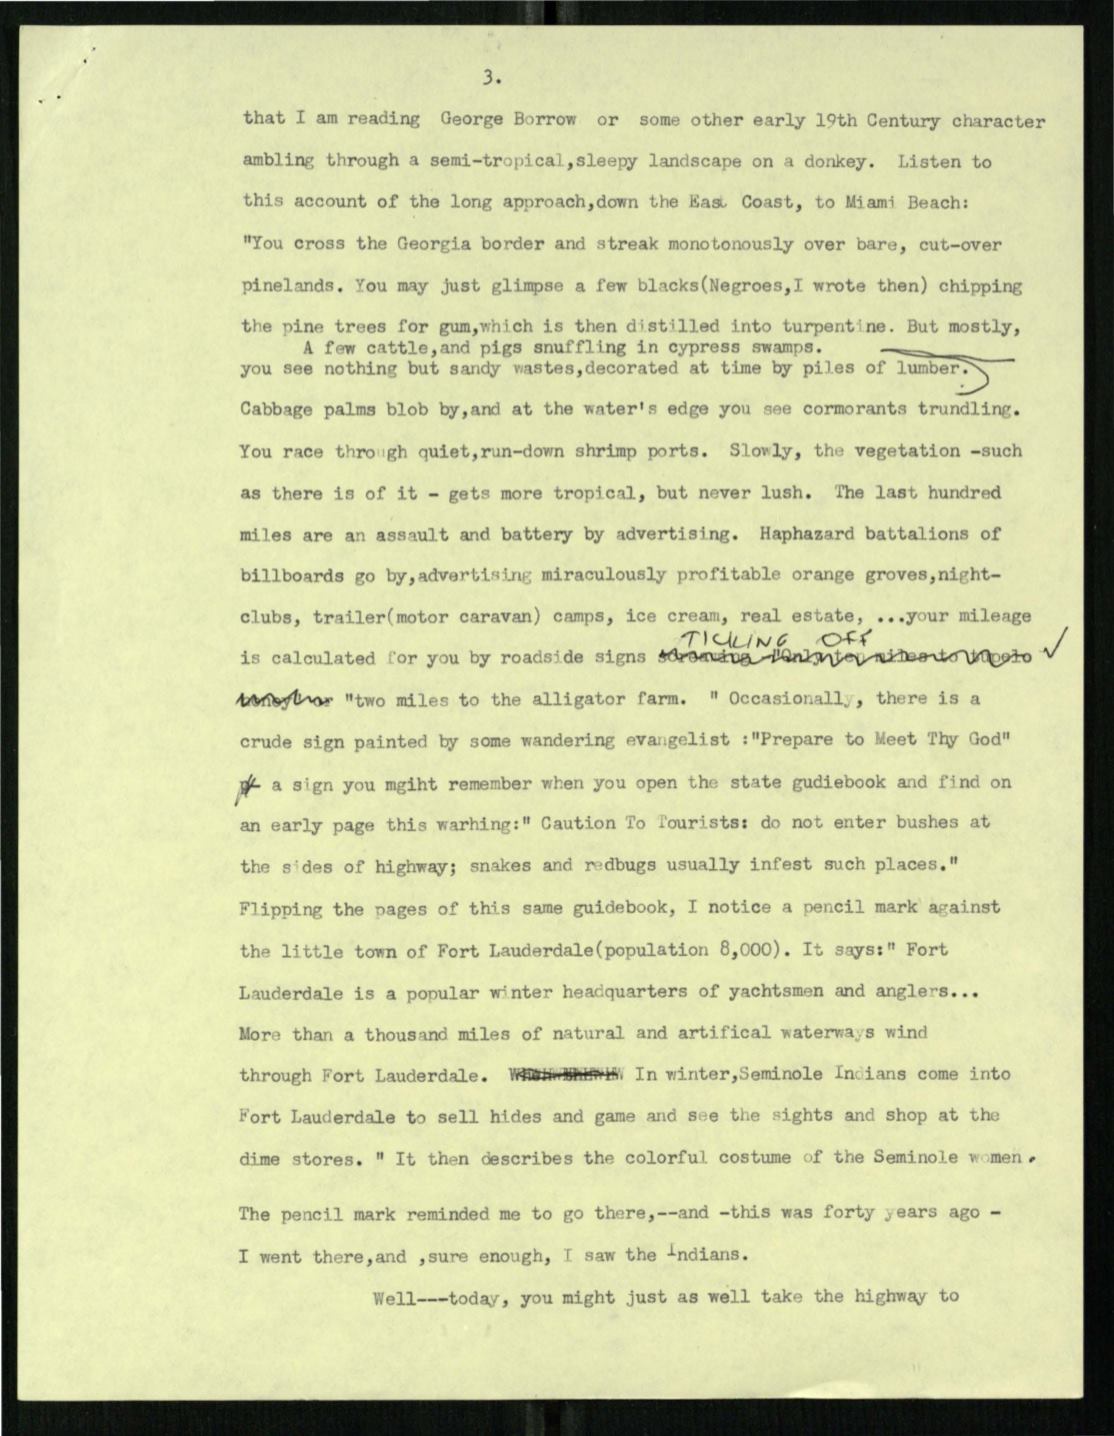 3.
that I am reading George Borrow or some other early 19th Century character
ambling through a semi-tropical,sleepy landscape on a donkey. Listen to
this account of the long approach,down the East Coast, to Miami Beach:
"You cross the Georgia border and streak monotonously over bare, cut-over
pinelands. You may just glimpse a few blacks(Negroes,I wrote then) chipping
the pine trees for gum,which is then distilled into turpentine. But mostly,
A few cattle,and pigs snuffling in cypress swamps.
you see nothing but sandy wastes,decorated at time by piles of lumber.
Cabbage palms blob by,and at the water's edge you see cormorants trundling.
You race through quiet,run-down shrimp ports. Slowly, the vegetation -such
as there is of it - gets more tropical, but never lush. The last hundred
miles are an assault and battery by advertising. Haphazard battalions of
billboards go by,advertising miraculously profitable orange groves,night-
clubs, trailer(motor caravan) camps, ice cream, real estate, ...your mileage
TICKLING OFF
is calculated for you by roadside signs
"two miles to the alligator farm. " Occasionally, there is a
crude sign painted by some wandering evangelist :"Prepare to Meet Thy God"
a sign you mgiht remember when you open the state gudiebook and find on
an early page this warhing:" Caution To Tourists: do not enter bushes at
the sides of highway; snakes and redbugs usually infest such places."
Flipping the pages of this same guidebook, I notice a pencil mark against
the little town of Fort Lauderdale(population 8,000). It says:" Fort
Lauderdale is a popular winter headquarters of yachtsmen and anglers...
More than a thousand miles of natural and artifical waterways wind
through Fort Lauderdale. In winter,Seminole Indians come into
Fort Lauderdale to sell hides and game and see the sights and shop at the
dime stores. " It then describes the colorful costume of the Seminole women.
The pencil mark reminded me to go there,--and -this was forty years ago -
I went there,and ,sure enough, I saw the Indians.
Well---today, you might just as well take the highway to